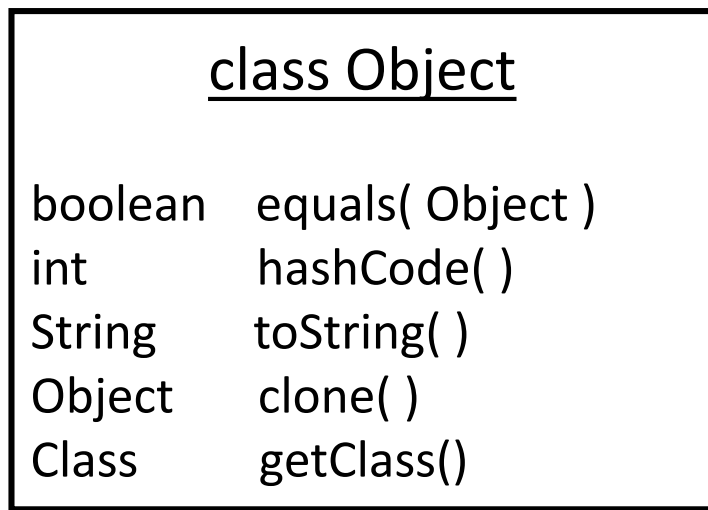 class Object
boolean equals( Object )
int hashCode( )
String toString( )
Object clone( )
Class getClass()